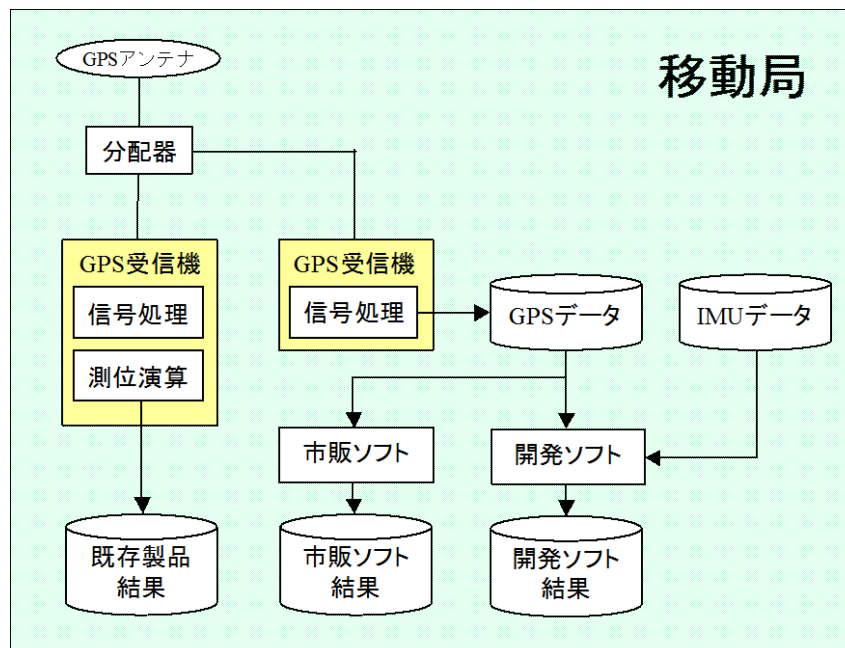 GPSアンテナ
移動局
分配器
GPS受信機
信号処理
測位演算
GPS受信機
信号処理
GPSデータ
IMUデータ
市販ソフト
開発ソフト
既存製品
結果
市販ソフト
結果
開発ソフト
結果